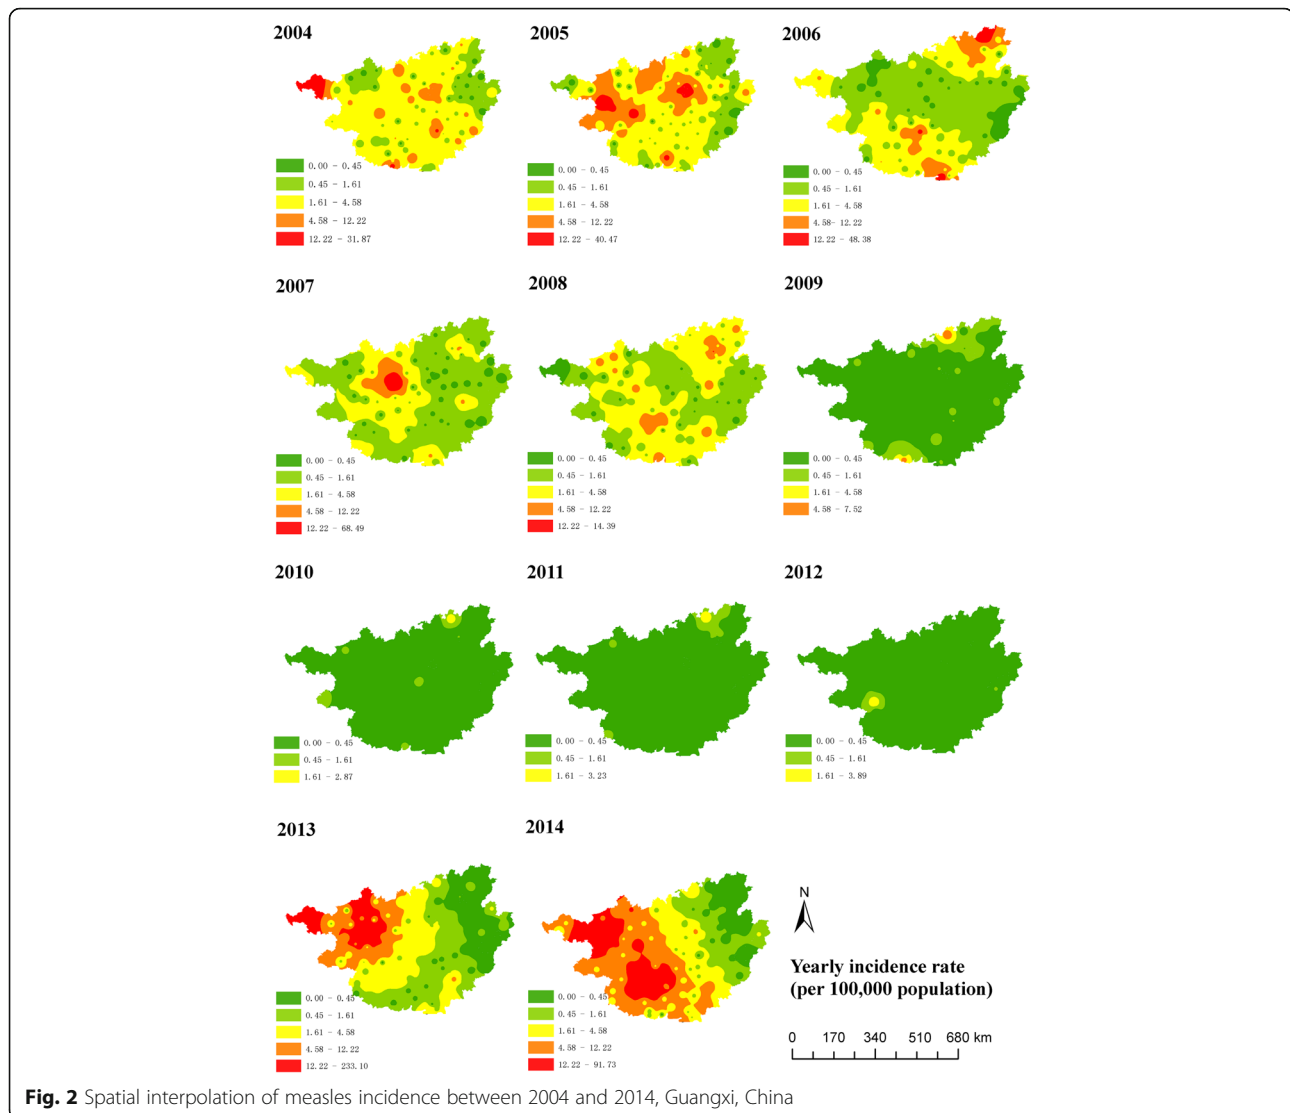 2004
0.00 - 0.45
0.45 - 1.61
1.61 - 4.58
4.58 - 12.22
12.22 - 31.87
2005
0.00 - 0.45
0.45 - 1.61
1.61 - 4.58
4.58 - 12.22
12.22 - 40.47
2006
0.00 - 0.45
0.45 - 1.61
1.61 - 4.58
4.58- 12.22
12.22 - 48.38
2007
0.00 - 0.45
0.45 - 1.61
1.61 - 4.58
4.58 - 12.22
12.22 - 68.49
2008
0.00 - 0.45
0.45 - 1.61
1.61 - 4.58
4.58 - 12.22
12.22 - 14.39
2009
0.00 - 0.45
0.45 - 1.61
1.61 - 4.58
4.58 - 7.52
2010
0.00 - 0.45
0.45 - 1.61
1.61 - 2.87
2011
0.00 - 0.45
0.45 - 1.61
1.61 - 3.23
2012
0.00 - 0.45
0.45 - 1.61
1.61 - 3.89
2013
0.00 - 0.45
0.45 - 1.61
1.61 - 4.58
4.58 - 12.22
12.22 - 233.10
2014
0.00 - 0.45
0.45 - 1.61
1.61 - 4.58
4.58 - 12.22
12.22 - 91.73
N
Yearly incidence rate
(per 100,000 population)
0 170 340 510 680 km
Fig. 2 Spatial interpolation of measles incidence between 2004 and 2014, Guangxi, China